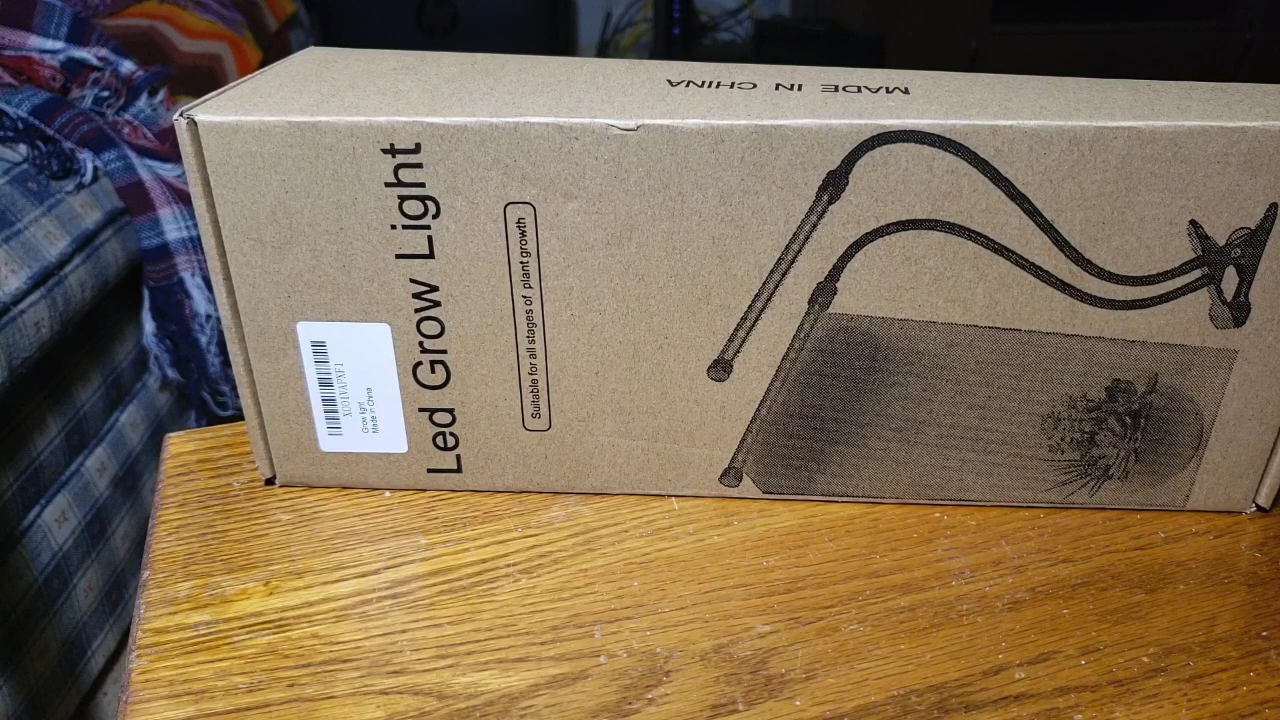 MADE IN CHINA
Led Grow Light
Suitable for all stages of plant growth
X001VAPXF1
Grow light
Made in China